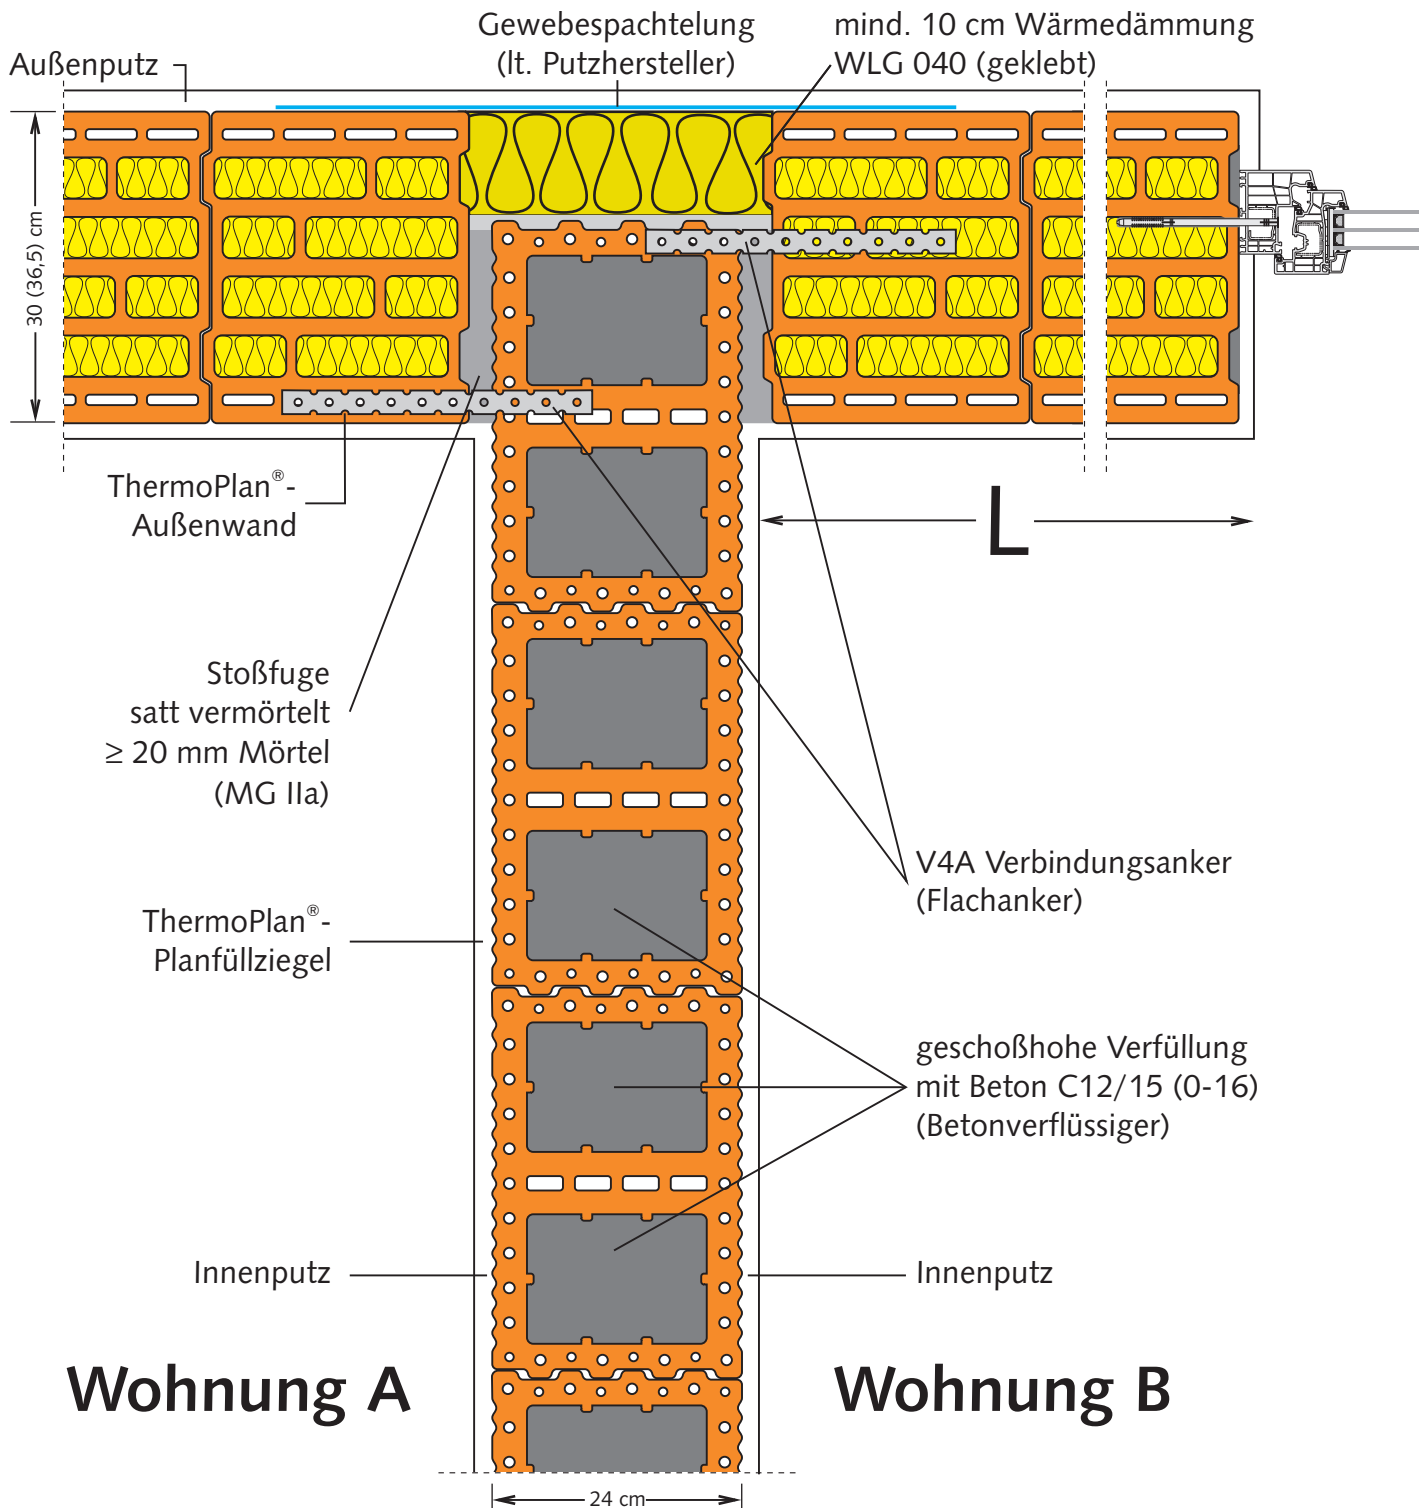 Außenputz
Gewebespachtelung
(lt. Putzhersteller)
mind. 10 cm Wärmedämmung
WLG 040 (geklebt)
30 (36,5) cm
ThermoPlan®-
Außenwand
L
Stoßfuge
satt vermörtelt
≥ 20 mm Mörtel
(MG IIa)
V4A Verbindungsanker
(Flachanker)
ThermoPlan®-
Planfüllziegel
geschoßhohe Verfüllung
mit Beton C12/15 (0-16)
(Betonverflüssiger)
Innenputz
Innenputz
Wohnung A
Wohnung B
24 cm